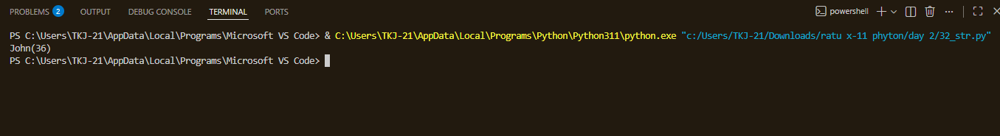 PROBLEMS 2 OUTPUT DEBUG CONSOLE TERMINAL PORTS powershell
PS C:\Users\TKJ-21\AppData\Local\Programs\Microsoft VS Code> & C:\Users\TKJ-21\AppData\Local\Programs\Python\Python311\python.exe "c:/Users/TKJ-21/Downloads/ratu x-11 phyton/day 2/32_str.py"
John(36)
PS C:\Users\TKJ-21\AppData\Local\Programs\Microsoft VS Code>